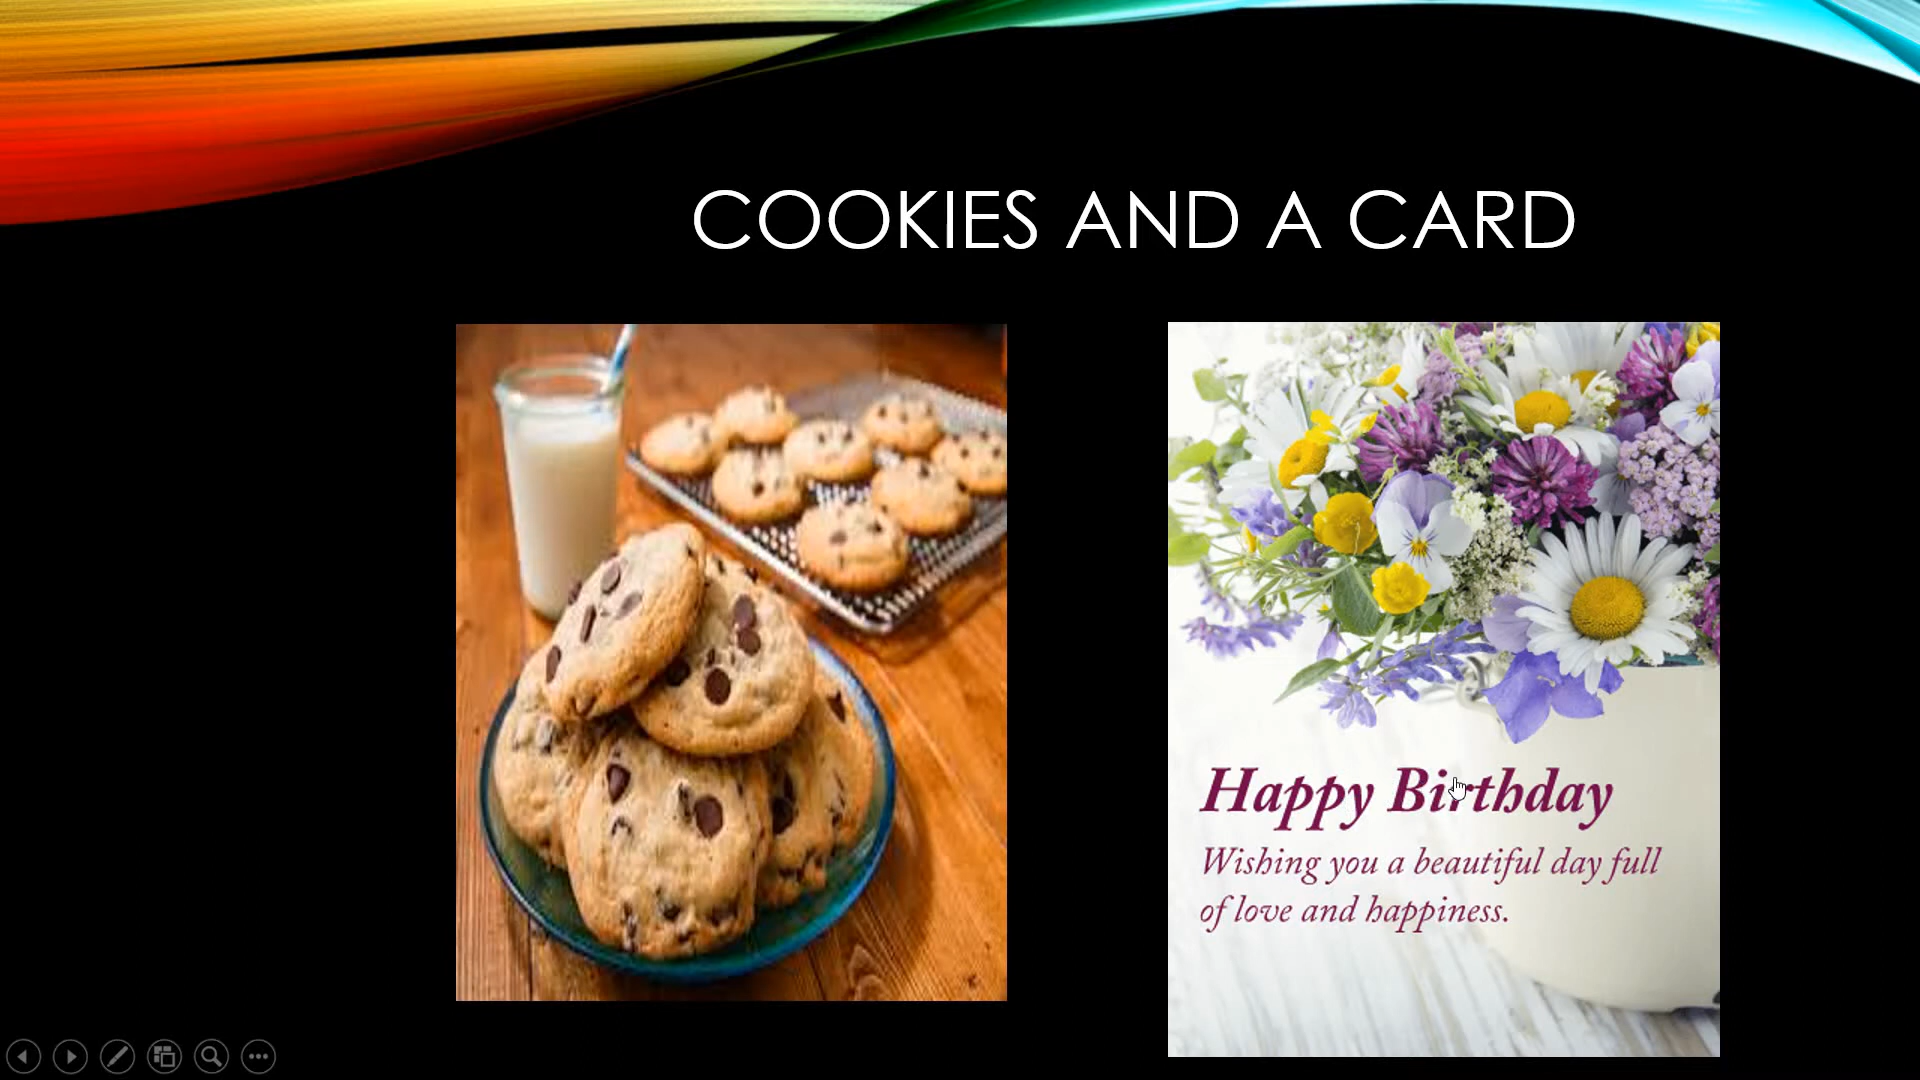 COOKIES AND A CARD
Happy Birthday
Wishing you a beautiful day full
of love and happiness.